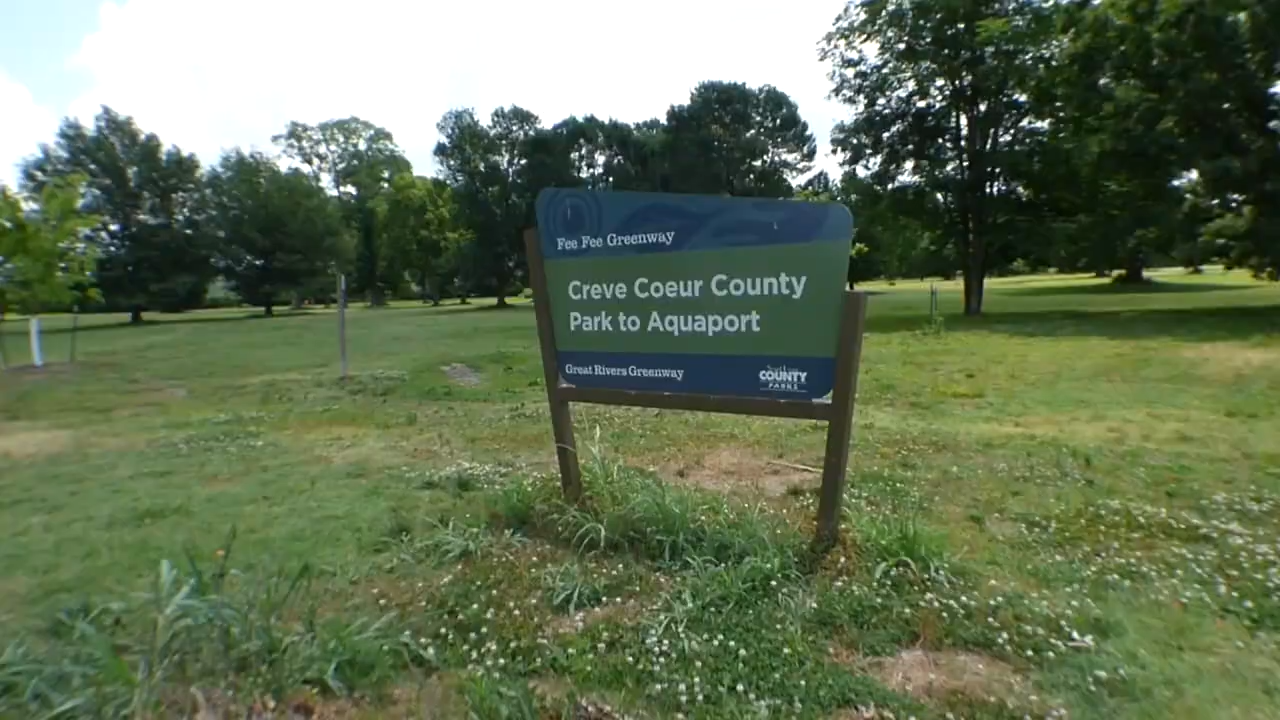 Fee Fee Greenway
Creve Coeur County
Park to Aquaport
Great Rivers Greenway
COUNTY
PARKS